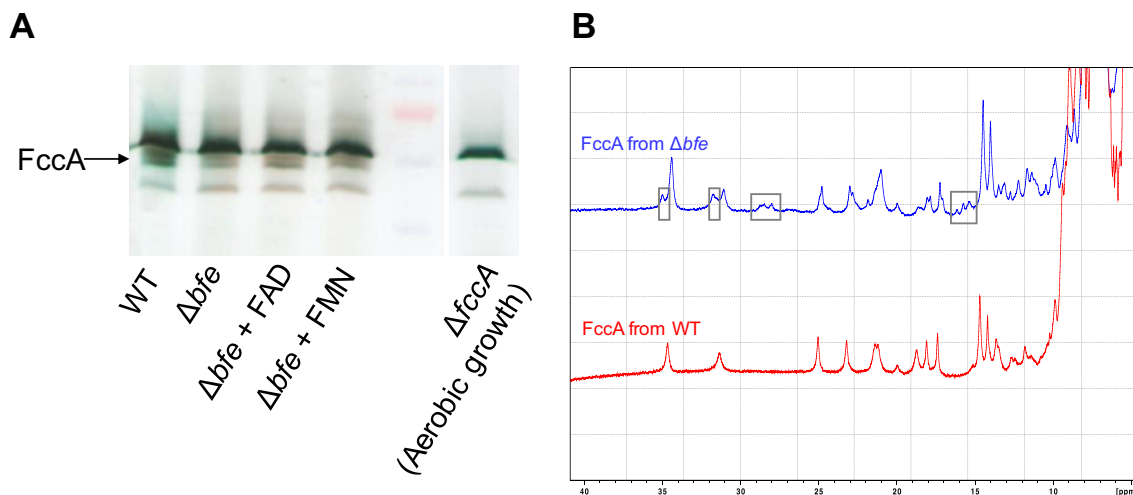 A
FccA
WT
Δbfe
Δbfe + FAD
Δbfe + FMN
ΔfccA
(Aerobic growth)
B
FccA from Δbfe
FccA from WT
40 35 30 25 20 15 10 [ppm